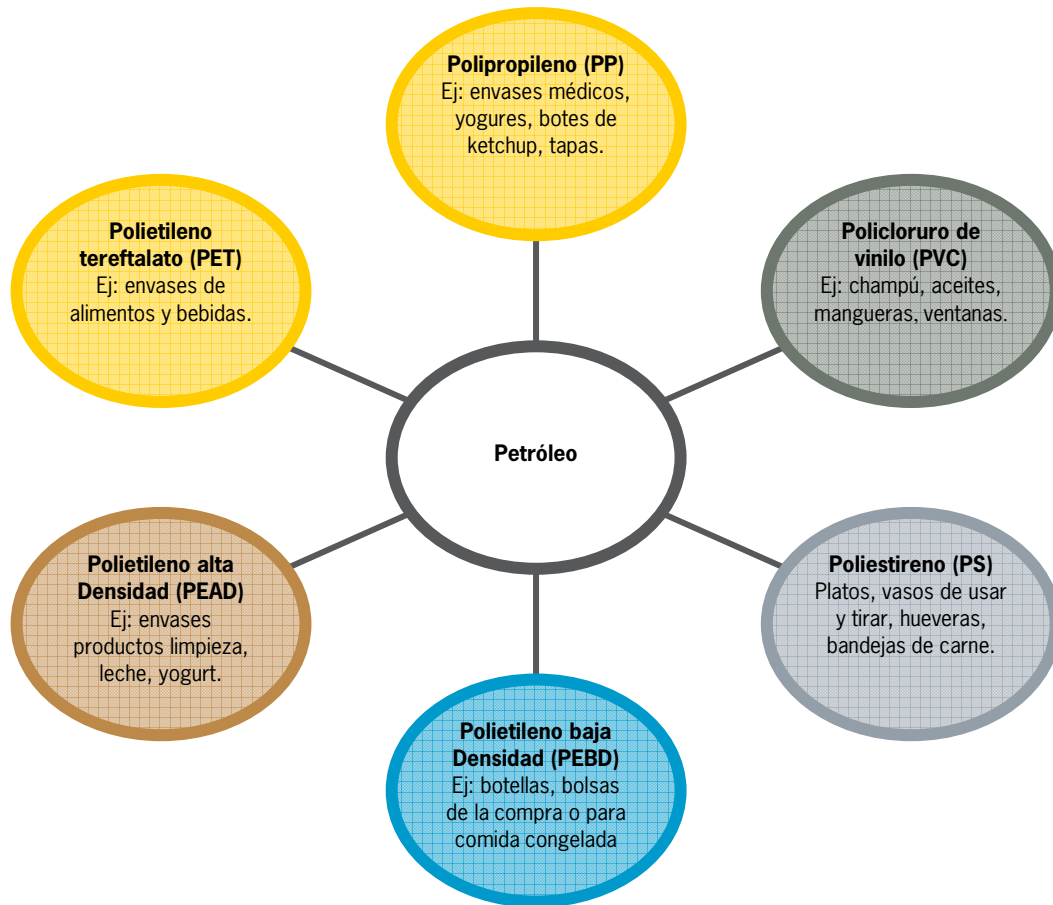 Polipropileno (PP)
Ej: envases médicos,
yogures, botes de
ketchup, tapas.
Polietileno
tereftalato (PET)
Ej: envases de
alimentos y bebidas.
Policloruro de
vinilo (PVC)
Ej: champú, aceites,
mangueras, ventanas.
Petróleo
Polietileno alta
Densidad (PEAD)
Ej: envases
productos limpieza,
leche, yogurt.
Poliestireno (PS)
Platos, vasos de usar
y tirar, hueveras,
bandejas de carne.
Polietileno baja
Densidad (PEBD)
Ej: botellas, bolsas
de la compra o para
comida congelada